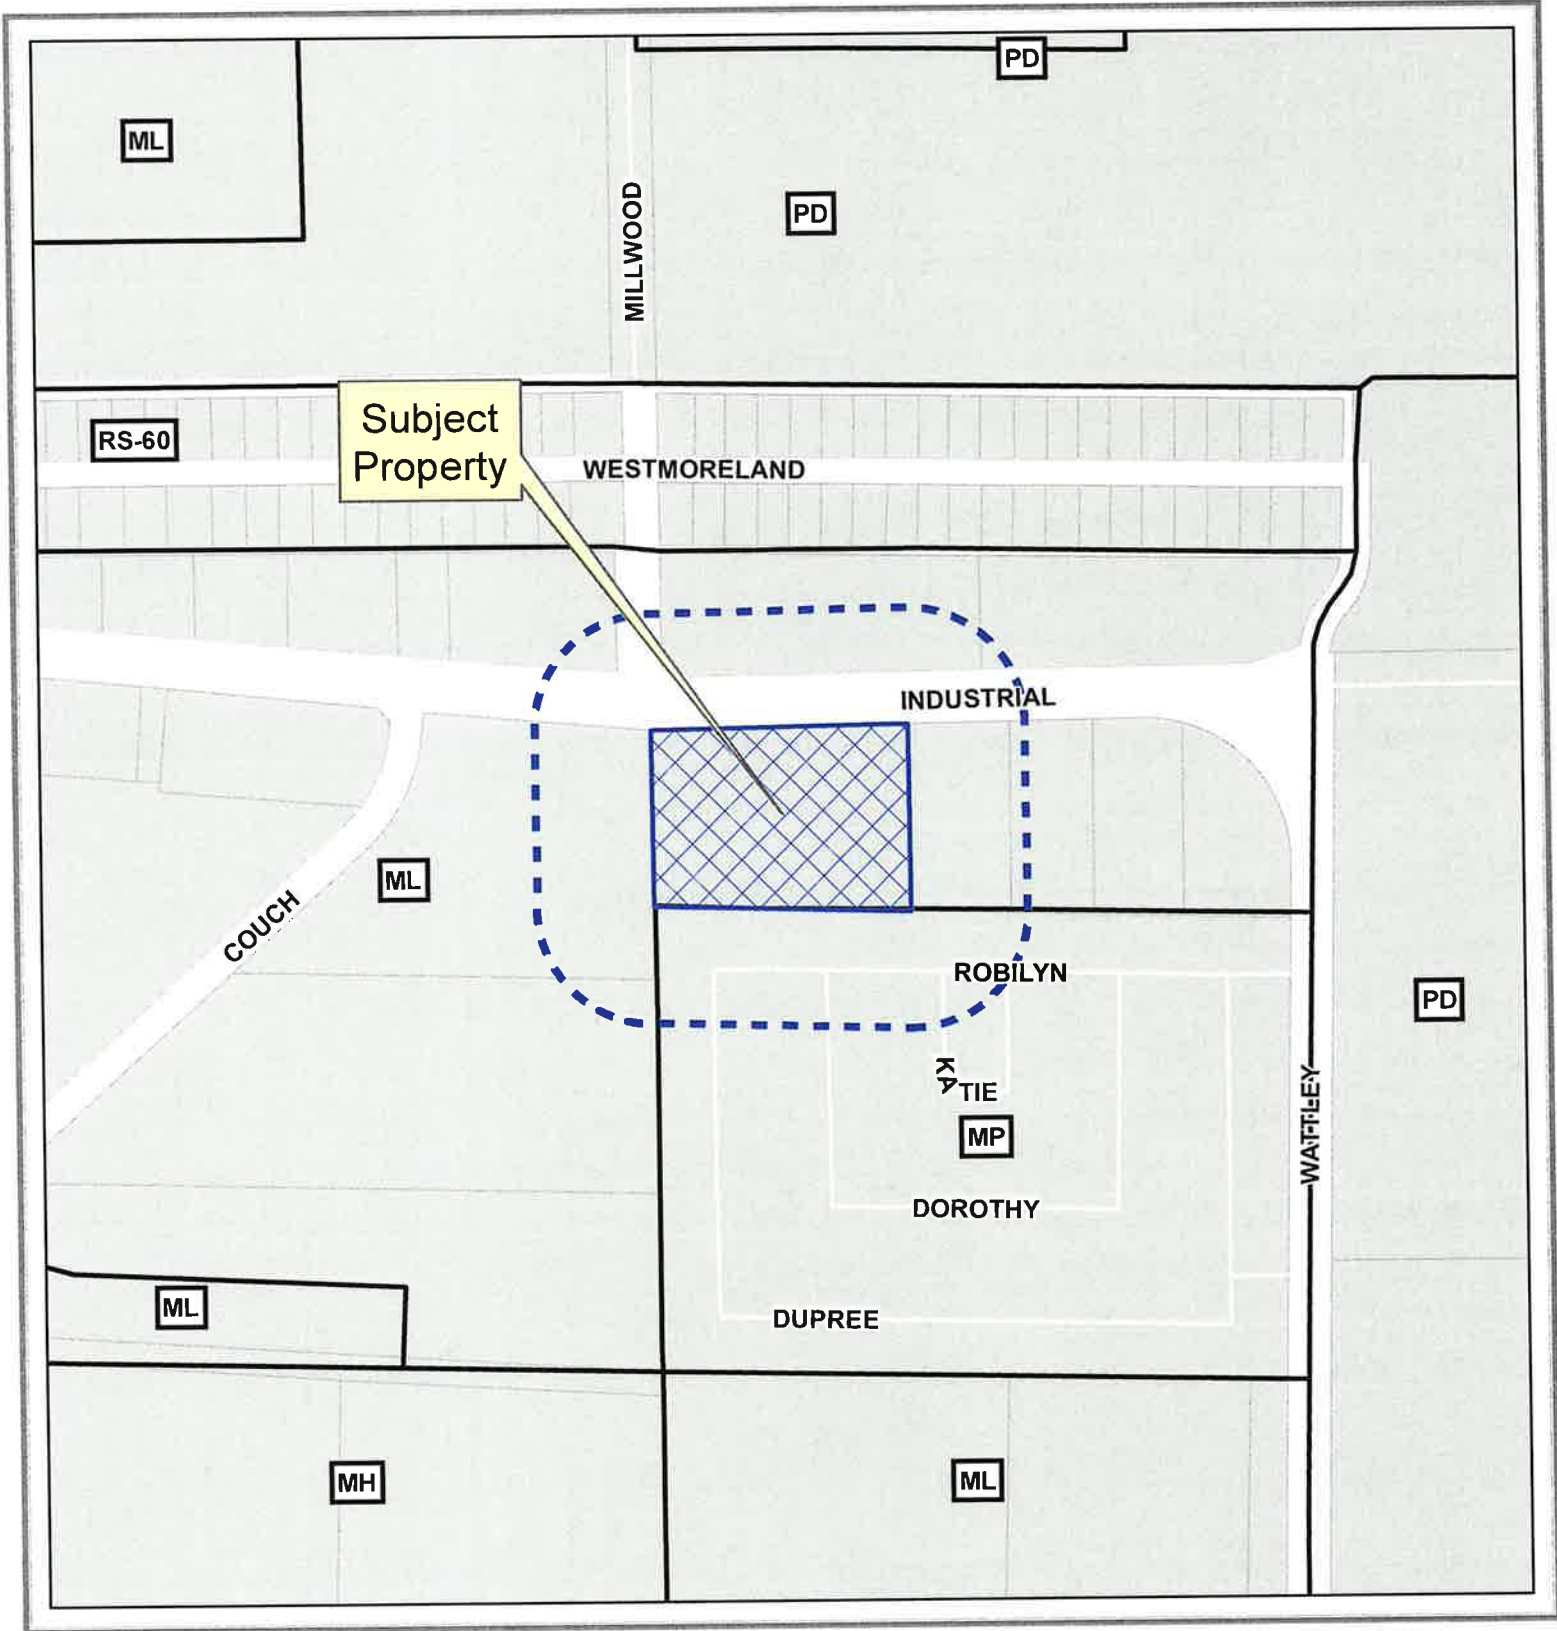 PD
ML
PD
MILLWOOD
Subject
Property
RS-60
WESTMORELAND
INDUSTRIAL
ML
COUCH
ROBILYN
PD
KATIE
MP
WATTLEY
DOROTHY
ML
DUPREE
MH
ML